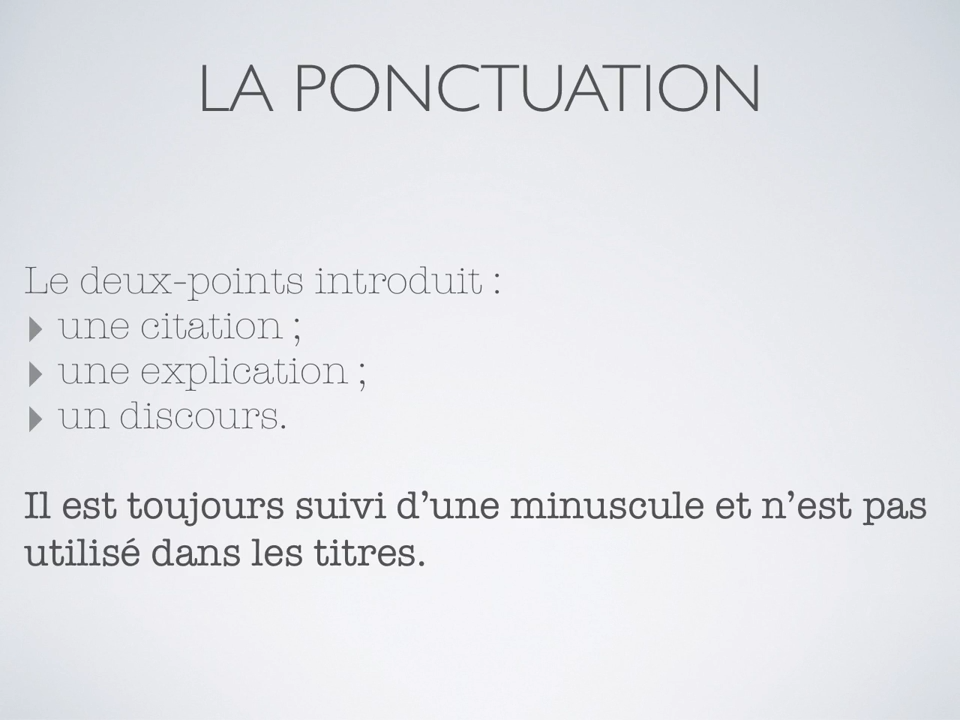 LA PONCTUATION
Le deux-points introduit :
‣ une citation ;
‣ une explication ;
‣ un discours.
Il est toujours suivi d’une minuscule et n’est pas
utilisé dans les titres.